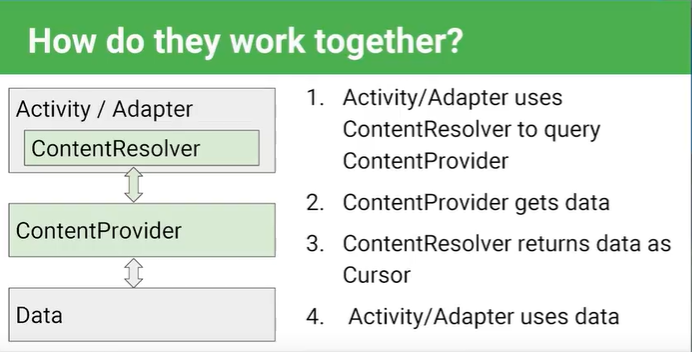 How do they work together?
Activity / Adapter
ContentResolver
ContentProvider
Data
1. Activity/Adapter uses
ContentResolver to query
ContentProvider
2. ContentProvider gets data
3. ContentResolver returns data as
Cursor
4. Activity/Adapter uses data